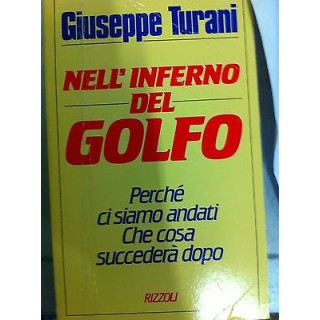 Giuseppe Turani
NELL'INFERNO
DEL
GOLFO
Perché
ci siamo andati
Che cosa
succederà dopo
RIZZOLI